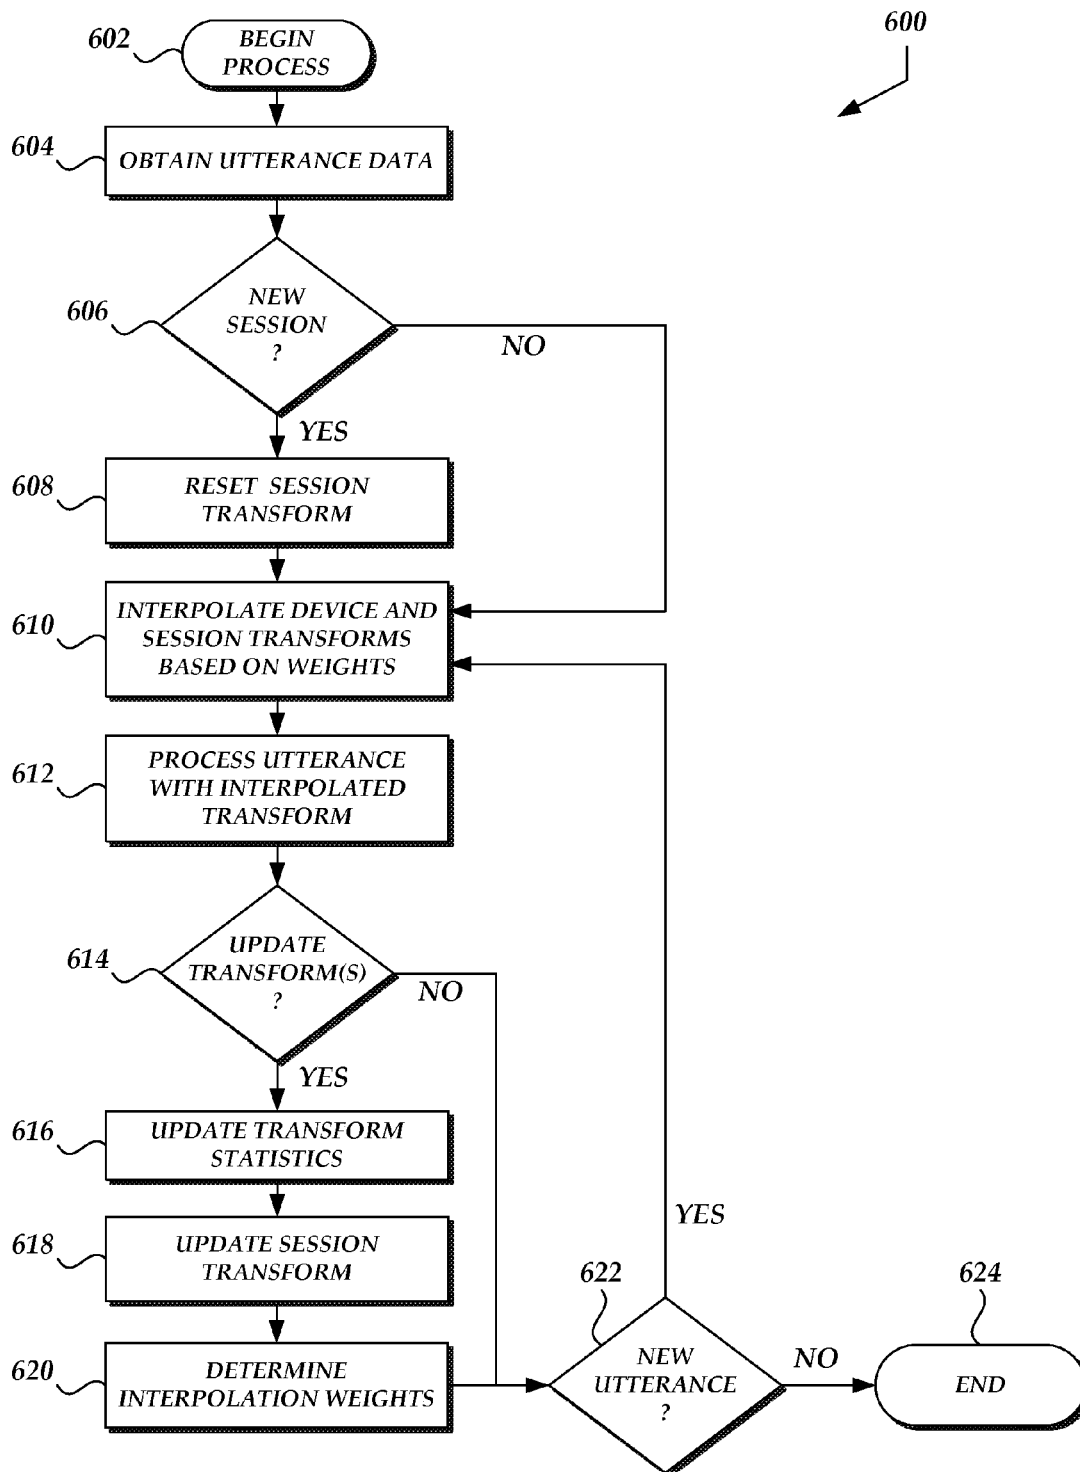 602
BEGIN
PROCESS
600
604
OBTAIN UTTERANCE DATA
606
NEW
SESSION
?
NO
YES
608
RESET SESSION
TRANSFORM
610
INTERPOLATE DEVICE AND
SESSION TRANSFORMS
BASED ON WEIGHTS
612
PROCESS UTTERANCE
WITH INTERPOLATED
TRANSFORM
614
UPDATE
TRANSFORM(S)
?
NO
YES
616
UPDATE TRANSFORM
STATISTICS
618
UPDATE SESSION
TRANSFORM
620
DETERMINE
INTERPOLATION WEIGHTS
622
NEW
UTTERANCE
?
YES
NO
624
END